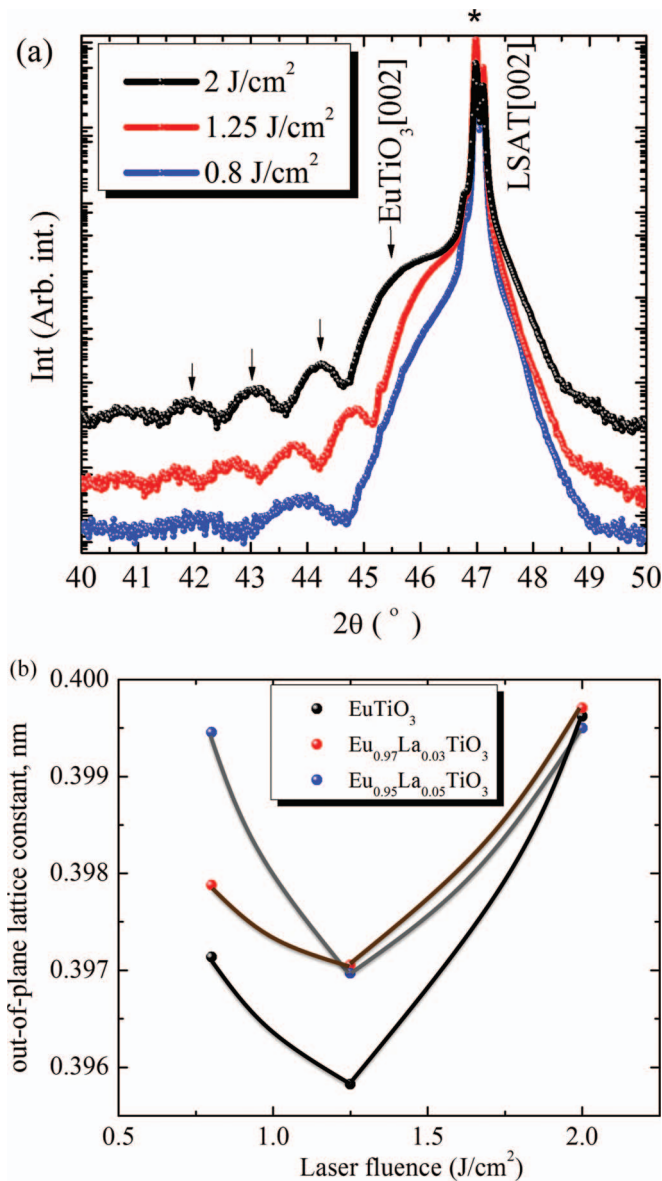 *
(a)
2 J/cm²
1.25 J/cm²
0.8 J/cm²
EuTiO₃[002]
LSAT[002]
Int (Arb. int.)
40 41 42 43 44 45 46 47 48 49 50
2θ ( ° )
(b)
0.400
0.399
0.398
0.397
0.396
out-of-plane lattice constant, nm
EuTiO₃
Eu₀.₉₇La₀.₀₃TiO₃
Eu₀.₉₅La₀.₀₅TiO₃
0.5 1.0 1.5 2.0
Laser fluence (J/cm²)